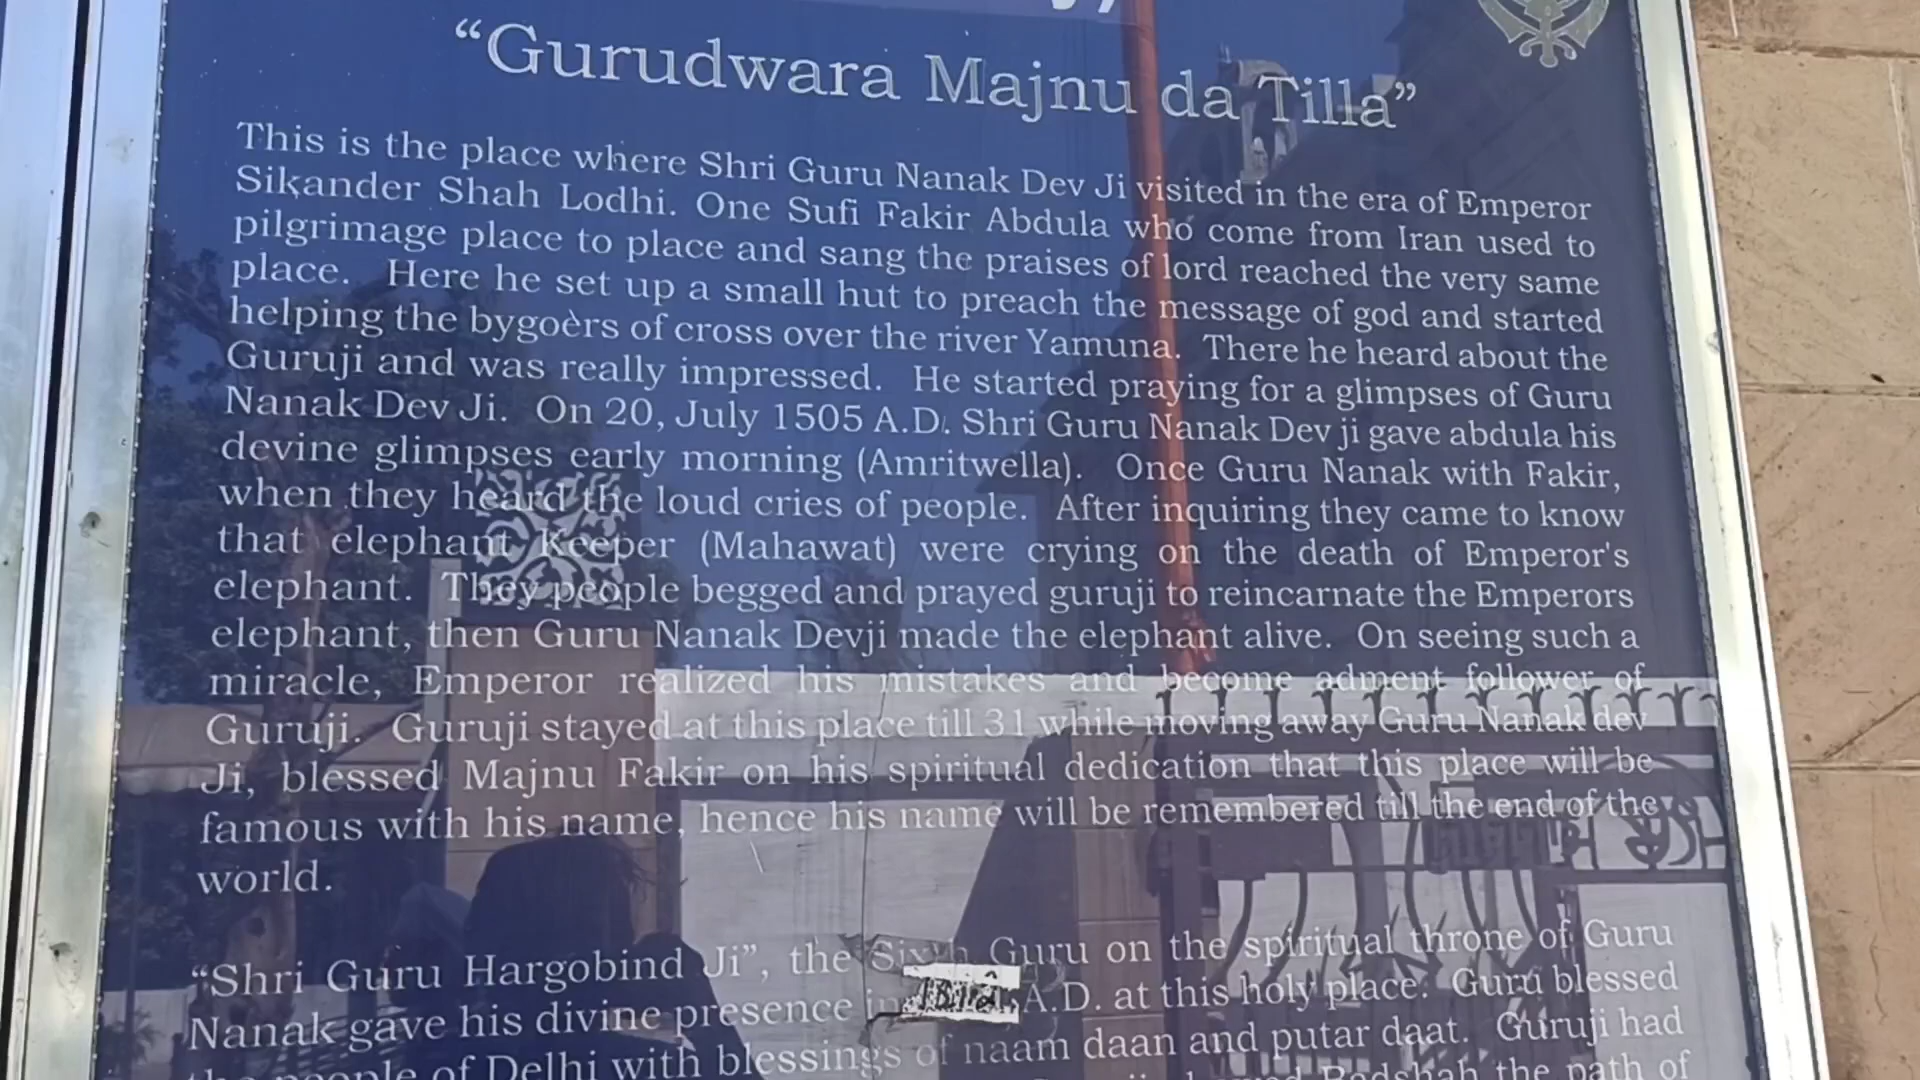 “Gurudwara Majnu da Tilla”
This is the place where Shri Guru Nanak Dev Ji visited in the era of Emperor
Sikander Shah Lodhi. One Sufi Fakir Abdula who come from Iran used to
pilgrimage place to place and sang the praises of lord reached the very same
place. Here he set up a small hut to preach the message of god and started
helping the bygoers of cross over the river Yamuna. There he heard about the
Guruji and was really impressed. He started praying for a glimpses of Guru
Nanak Dev Ji. On 20, July 1505 A.D. Shri Guru Nanak Dev ji gave abdula his
devine glimpses early morning (Amritwella). Once Guru Nanak with Fakir,
when they heard the loud cries of people. After inquiring they came to know
that elephant Keeper (Mahawat) were crying on the death of Emperor's
elephant. They people begged and prayed guruji to reincarnate the Emperors
elephant, then Guru Nanak Devji made the elephant alive. On seeing such a
miracle, Emperor realized his mistakes and become adment follower of
Guruji. Guruji stayed at this place till 31 while moving away Guru Nanak dev
Ji, blessed Majnu Fakir on his spiritual dedication that this place will be
famous with his name, hence his name will be remembered till the end of the
world.
“Shri Guru Hargobind Ji”, the Sixth Guru on the spiritual throne of Guru
Nanak gave his divine presence in A.D. at this holy place. Guru blessed
the people of Delhi with blessings of naam daan and putar daat. Guruji had
Badshah the path of